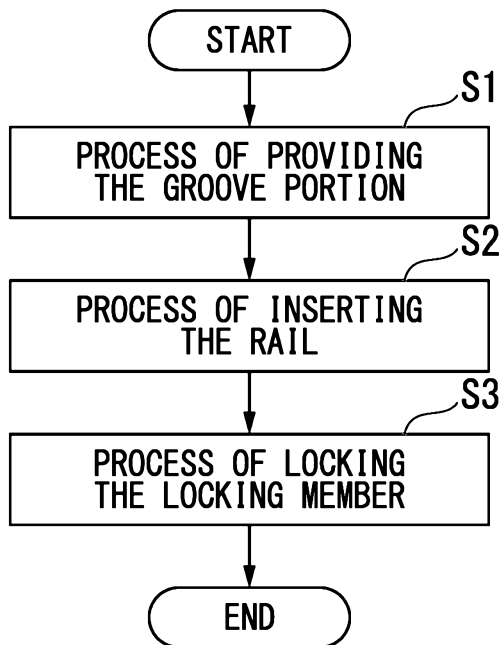 START
S1
PROCESS OF PROVIDING
THE GROOVE PORTION
S2
PROCESS OF INSERTING
THE RAIL
S3
PROCESS OF LOCKING
THE LOCKING MEMBER
END